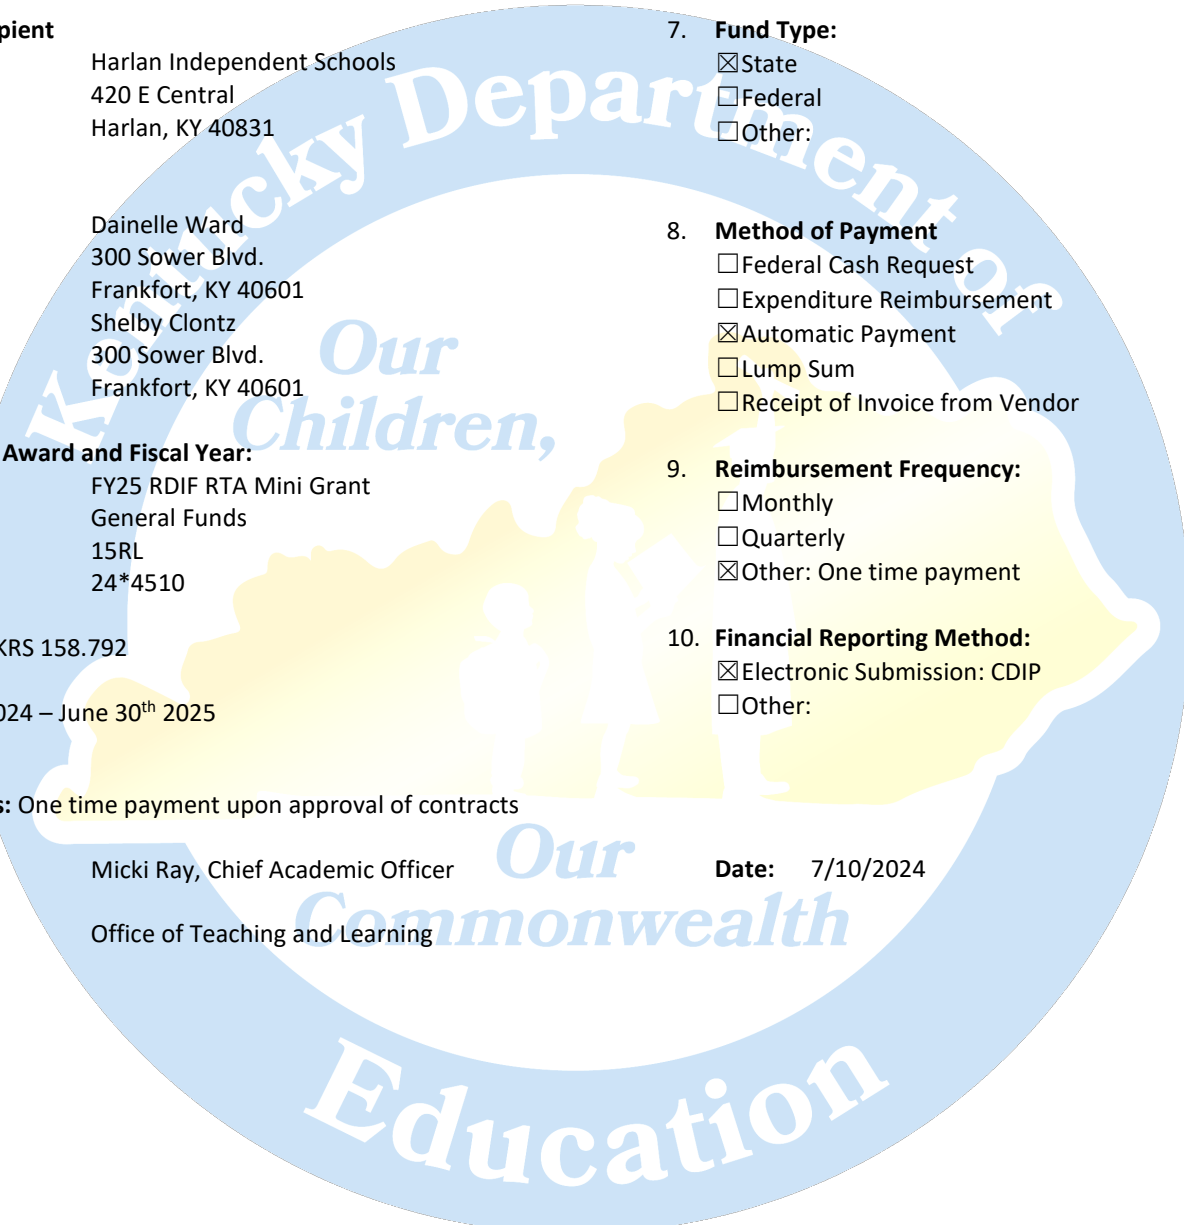 pient
Harlan Independent Schools
420 E Central
Harlan, KY 40831
Dainelle Ward
300 Sower Blvd.
Frankfort, KY 40601
Shelby Clontz
300 Sower Blvd.
Frankfort, KY 40601
Award and Fiscal Year:
FY25 RDIF RTA Mini Grant
General Funds
15RL
24*4510
KRS 158.792
024 – June 30th 2025
s: One time payment upon approval of contracts
Micki Ray, Chief Academic Officer
Office of Teaching and Learning
7. Fund Type:
☒State
☐Federal
☐Other:
8. Method of Payment
☐Federal Cash Request
☐Expenditure Reimbursement
☒Automatic Payment
☐Lump Sum
☐Receipt of Invoice from Vendor
9. Reimbursement Frequency:
☐Monthly
☐Quarterly
☒Other: One time payment
10. Financial Reporting Method:
☒Electronic Submission: CDIP
☐Other:
Date: 7/10/2024
Kentucky Department of
Education
Our
Children,
Our
Commonwealth